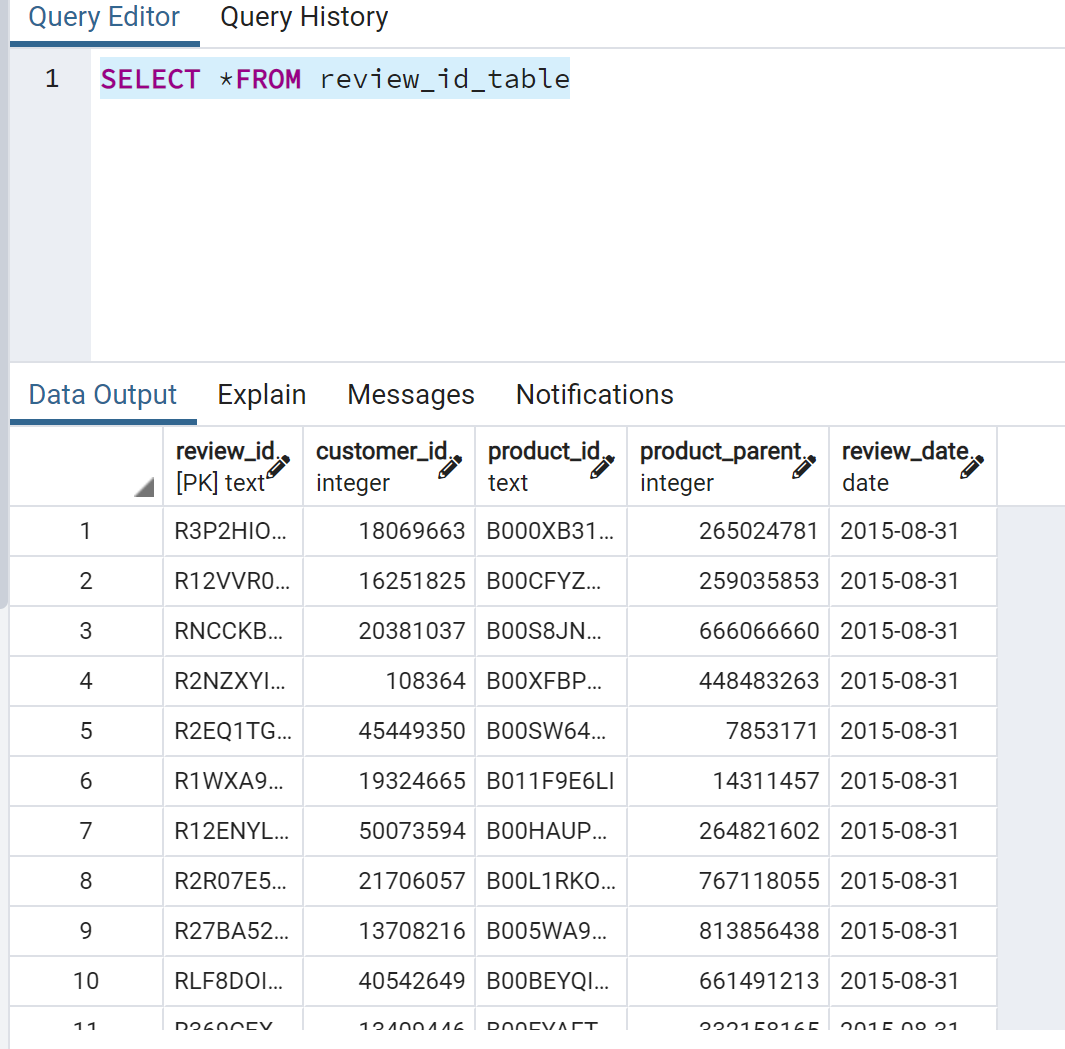 Query Editor Query History
1 SELECT *FROM review_id_table
Data Output Explain Messages Notifications
review_id customer_id product_id product_parent review_date
[PK] text integer text integer date
1 R3P2HIO... 18069663 B000XB31... 265024781 2015-08-31
2 R12VVR0... 16251825 B00CFYZ... 259035853 2015-08-31
3 RNCCKB... 20381037 B00S8JN... 666066660 2015-08-31
4 R2NZXYI... 108364 B00XFBP... 448483263 2015-08-31
5 R2EQ1TG... 45449350 B00SW64... 7853171 2015-08-31
6 R1WXA9... 19324665 B011F9E6LI 14311457 2015-08-31
7 R12ENYL... 50073594 B00HAUP... 264821602 2015-08-31
8 R2R07E5... 21706057 B00L1RKO... 767118055 2015-08-31
9 R27BA52... 13708216 B005WA9... 813856438 2015-08-31
10 RLF8DOI... 40542649 B00BEYQI... 661491213 2015-08-31
11 2015-08-31